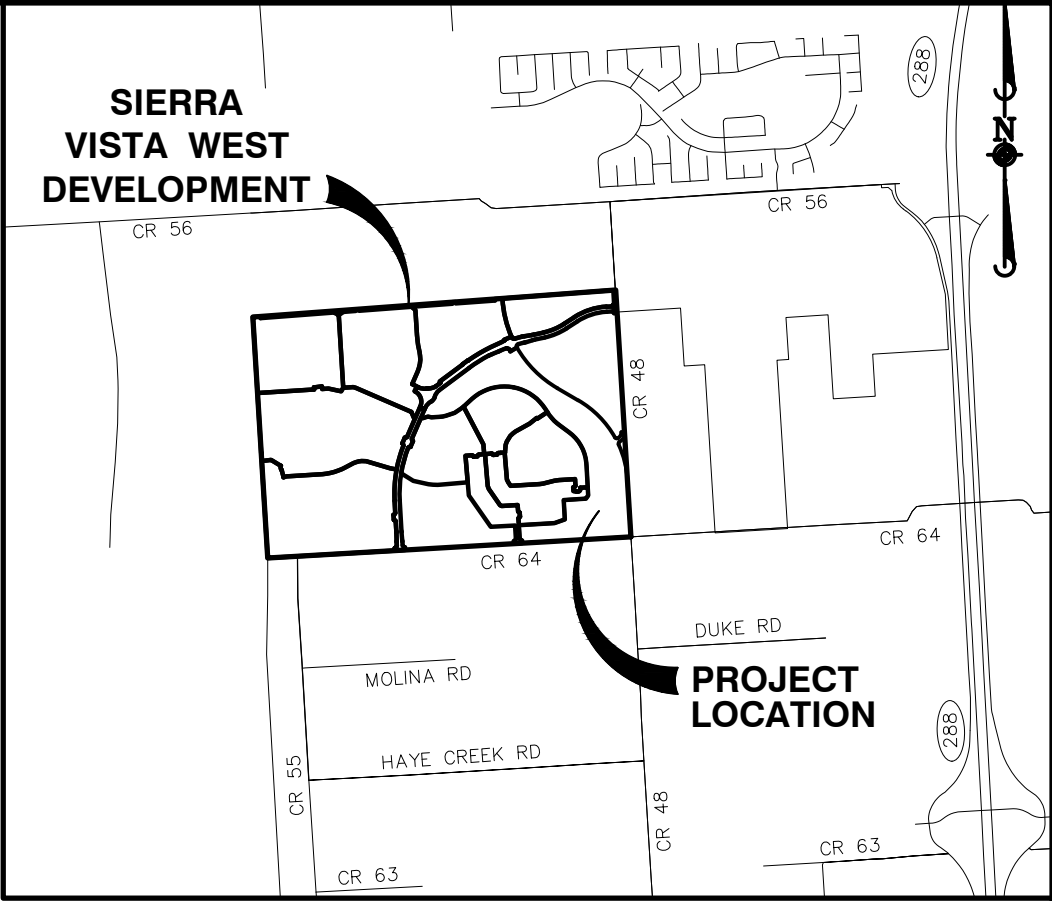 288
SIERRA
VISTA WEST
DEVELOPMENT
N
CR 56
CR 56
CR 48
CR 64
CR 64
DUKE RD
MOLINA RD
PROJECT
LOCATION
288
HAYE CREEK RD
CR 55
CR 48
CR 63
CR 63